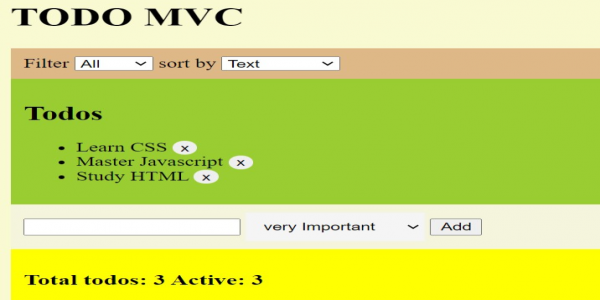 TODO MVC
Filter All sort by Text
Todos
Learn CSS x
Master Javascript x
Study HTML x
very Important Add
Total todos: 3 Active: 3